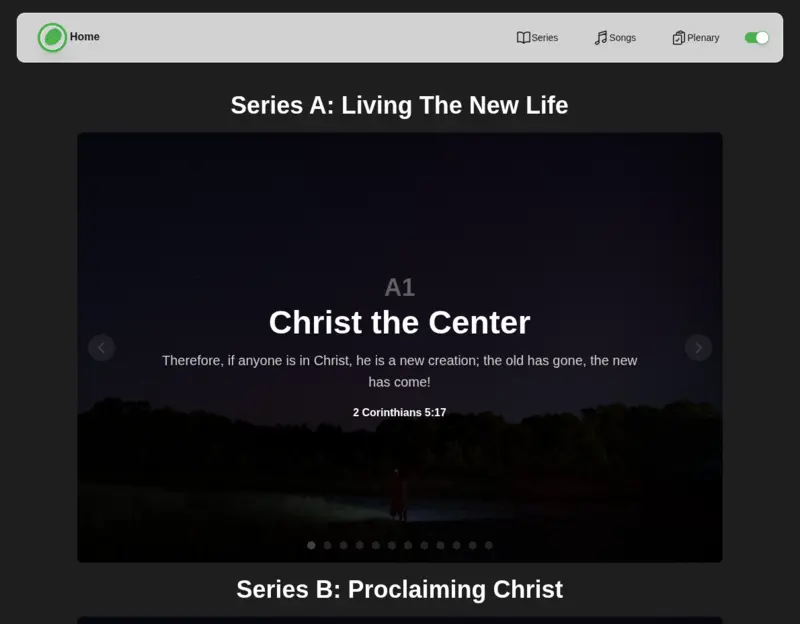 Home
Series
Songs
Plenary
Series A: Living The New Life
A1
Christ the Center
Therefore, if anyone is in Christ, he is a new creation; the old has gone, the new
has come!
2 Corinthians 5:17
Series B: Proclaiming Christ